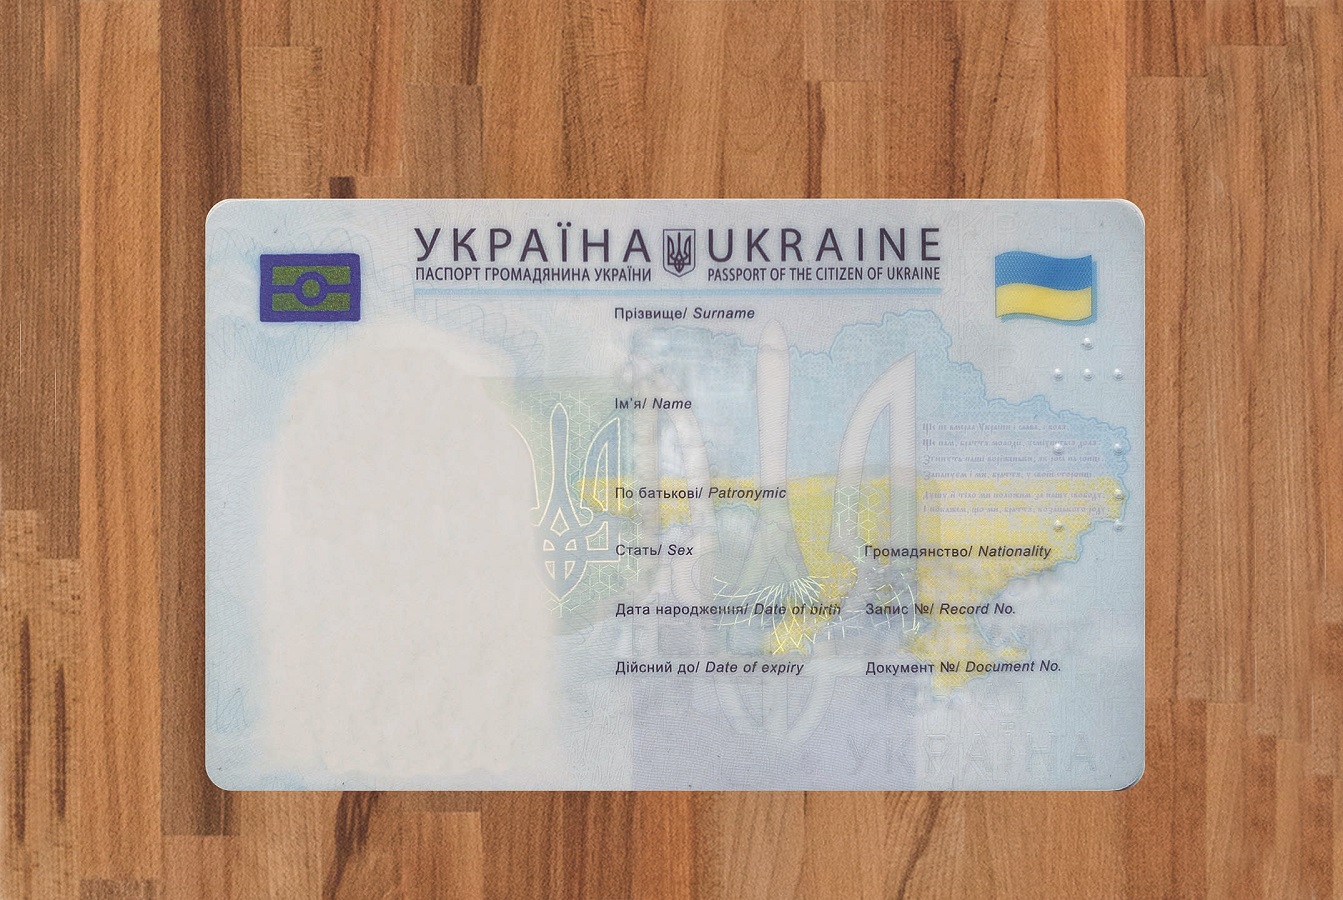 УКРАЇНА UKRAINE
ПАСПОРТ ГРОМАДЯНИНА УКРАЇНИ PASSPORT OF THE CITIZEN OF UKRAINE
Прізвище/ Surname
Ім'я/ Name
По батькові/ Patronymic
Стать/ Sex Громадянство/ Nationality
Дата народження/ Date of birth Запис №/ Record No.
Дійсний до/ Date of expiry Документ №/ Document No.
УКРАЇНА